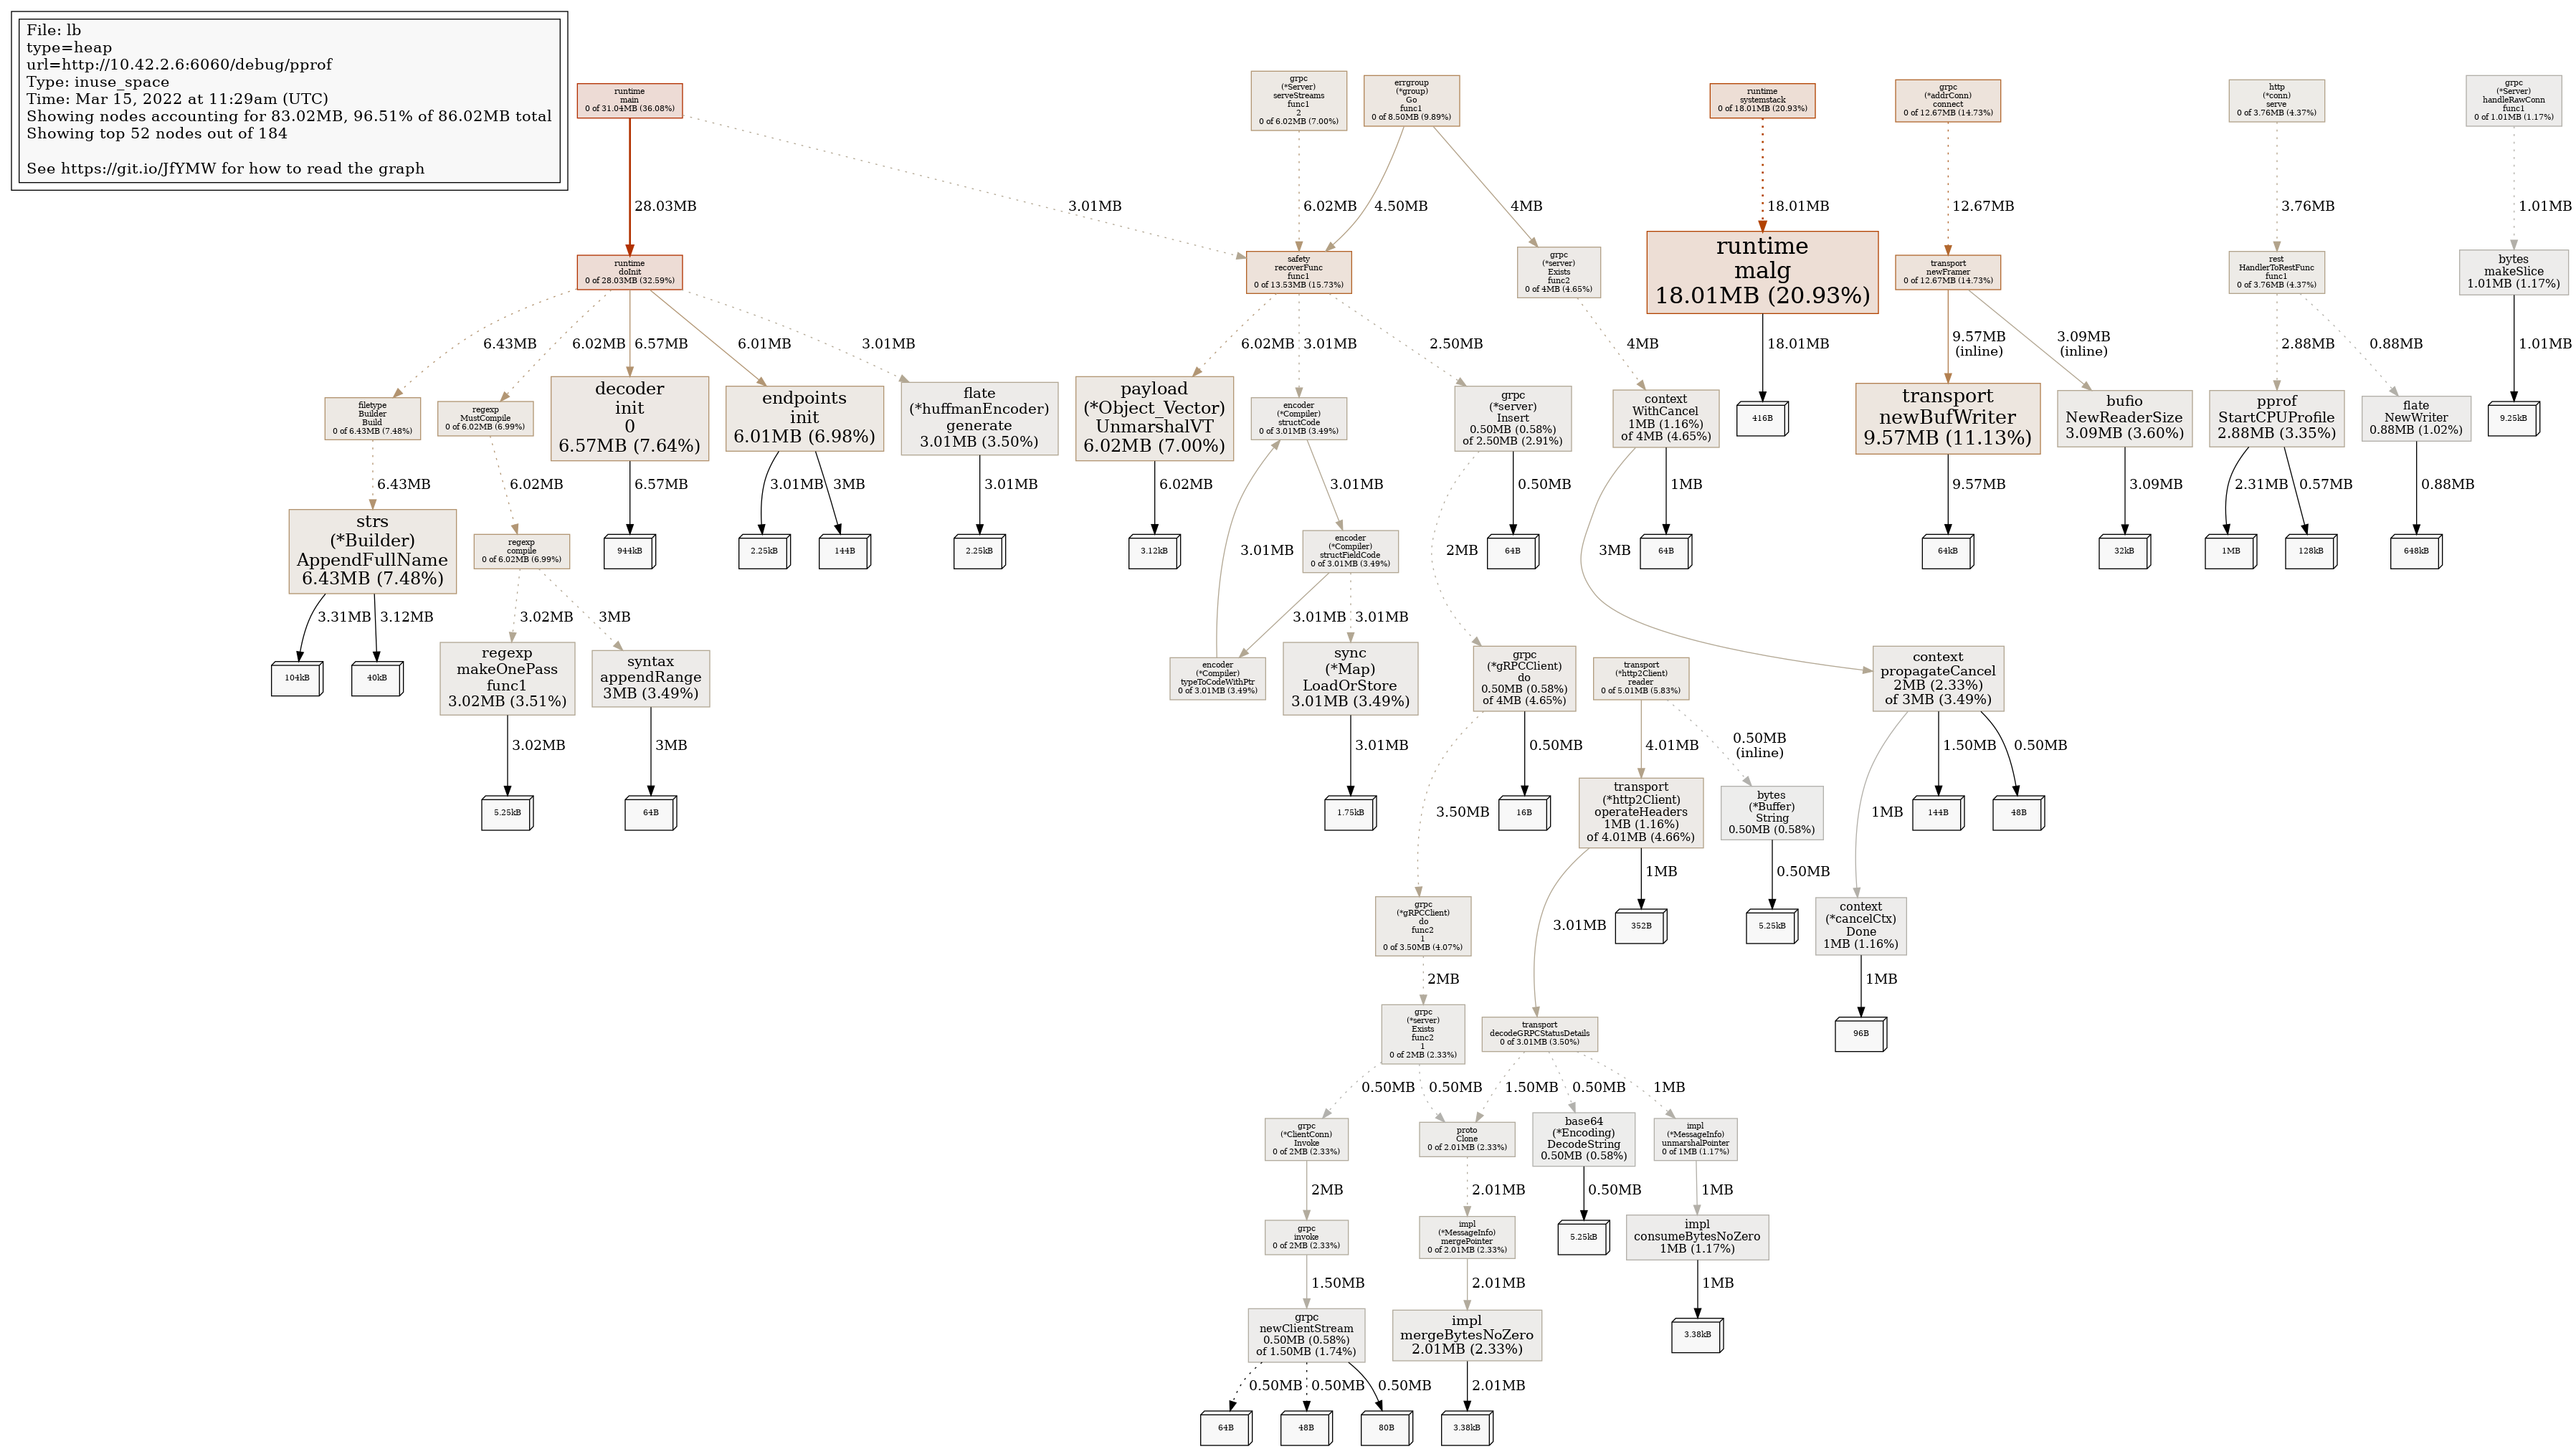 File: lb
type=heap
url=http://10.42.2.6:6060/debug/pprof
Type: inuse_space
Time: Mar 15, 2022 at 11:29am (UTC)
Showing nodes accounting for 83.02MB, 96.51% of 86.02MB total
Showing top 52 nodes out of 184
See https://git.io/JfYMW for how to read the graph
runtime
main
0 of 31.04MB (36.08%)
grpc
(*Server)
serveStreams
func1
2
0 of 6.02MB (7.00%)
errgroup
(*group)
Go
func1
0 of 8.50MB (9.89%)
runtime
systemstack
0 of 18.01MB (20.93%)
grpc
(*addrConn)
connect
0 of 12.67MB (14.73%)
http
(*conn)
serve
0 of 3.76MB (4.37%)
grpc
(*Server)
handleRawConn
func1
0 of 1.01MB (1.17%)
28.03MB
3.01MB
6.02MB
4.50MB
4MB
18.01MB
12.67MB
3.76MB
1.01MB
runtime
doInit
0 of 28.03MB (32.59%)
safety
recoverFunc
func1
0 of 13.53MB (15.73%)
grpc
(*server)
Exists
func2
0 of 4MB (4.65%)
runtime
malg
18.01MB (20.93%)
transport
newFramer
0 of 12.67MB (14.73%)
rest
HandlerToRestFunc
func1
0 of 3.76MB (4.37%)
bytes
makeSlice
1.01MB (1.17%)
6.43MB
6.02MB
6.57MB
6.01MB
3.01MB
6.02MB
3.01MB
2.50MB
4MB
18.01MB
9.57MB
(inline)
3.09MB
(inline)
2.88MB
0.88MB
1.01MB
filetype
Builder
Build
0 of 6.43MB (7.48%)
regexp
MustCompile
0 of 6.02MB (6.99%)
decoder
init
0
6.57MB (7.64%)
endpoints
init
6.01MB (6.98%)
flate
(*huffmanEncoder)
generate
3.01MB (3.50%)
payload
(*Object_Vector)
UnmarshalVT
6.02MB (7.00%)
encoder
(*Compiler)
structCode
0 of 3.01MB (3.49%)
grpc
(*server)
Insert
0.50MB (0.58%)
of 2.50MB (2.91%)
context
WithCancel
1MB (1.16%)
of 4MB (4.65%)
416B
transport
newBufWriter
9.57MB (11.13%)
bufio
NewReaderSize
3.09MB (3.60%)
pprof
StartCPUProfile
2.88MB (3.35%)
flate
NewWriter
0.88MB (1.02%)
9.25kB
6.43MB
6.02MB
6.57MB
3.01MB
3MB
3.01MB
6.02MB
3.01MB
3.01MB
2MB
0.50MB
3MB
1MB
9.57MB
3.09MB
2.31MB
0.57MB
0.88MB
strs
(*Builder)
AppendFullName
6.43MB (7.48%)
regexp
compile
0 of 6.02MB (6.99%)
944kB
2.25kB
144B
2.25kB
3.12kB
encoder
(*Compiler)
structFieldCode
0 of 3.01MB (3.49%)
64B
64B
64kB
32kB
1MB
128kB
648kB
3.31MB
3.12MB
3.02MB
3MB
3.01MB
3.01MB
104kB
40kB
regexp
makeOnePass
func1
3.02MB (3.51%)
syntax
appendRange
3MB (3.49%)
encoder
(*Compiler)
typeToCodeWithPtr
0 of 3.01MB (3.49%)
sync
(*Map)
LoadOrStore
3.01MB (3.49%)
grpc
(*gRPCClient)
do
0.50MB (0.58%)
of 4MB (4.65%)
transport
(*http2Client)
reader
0 of 5.01MB (5.83%)
context
propagateCancel
2MB (2.33%)
of 3MB (3.49%)
3.02MB
3MB
3.01MB
3.50MB
0.50MB
4.01MB
0.50MB
(inline)
1MB
1.50MB
0.50MB
5.25kB
64B
1.75kB
16B
transport
(*http2Client)
operateHeaders
1MB (1.16%)
of 4.01MB (4.66%)
bytes
(*Buffer)
String
0.50MB (0.58%)
144B
48B
3.01MB
1MB
0.50MB
grpc
(*gRPCClient)
do
func2
1
0 of 3.50MB (4.07%)
352B
5.25kB
context
(*cancelCtx)
Done
1MB (1.16%)
2MB
1MB
grpc
(*server)
Exists
func2
1
0 of 2MB (2.33%)
transport
decodeGRPCStatusDetails
0 of 3.01MB (3.50%)
96B
0.50MB
0.50MB
1.50MB
0.50MB
1MB
grpc
(*ClientConn)
Invoke
0 of 2MB (2.33%)
proto
Clone
0 of 2.01MB (2.33%)
base64
(*Encoding)
DecodeString
0.50MB (0.58%)
impl
(*MessageInfo)
unmarshalPointer
0 of 1MB (1.17%)
2MB
2.01MB
0.50MB
1MB
grpc
invoke
0 of 2MB (2.33%)
impl
(*MessageInfo)
mergePointer
0 of 2.01MB (2.33%)
5.25kB
impl
consumeBytesNoZero
1MB (1.17%)
1.50MB
2.01MB
1MB
grpc
newClientStream
0.50MB (0.58%)
of 1.50MB (1.74%)
impl
mergeBytesNoZero
2.01MB (2.33%)
3.38kB
0.50MB
0.50MB
0.50MB
2.01MB
64B
48B
80B
3.38kB